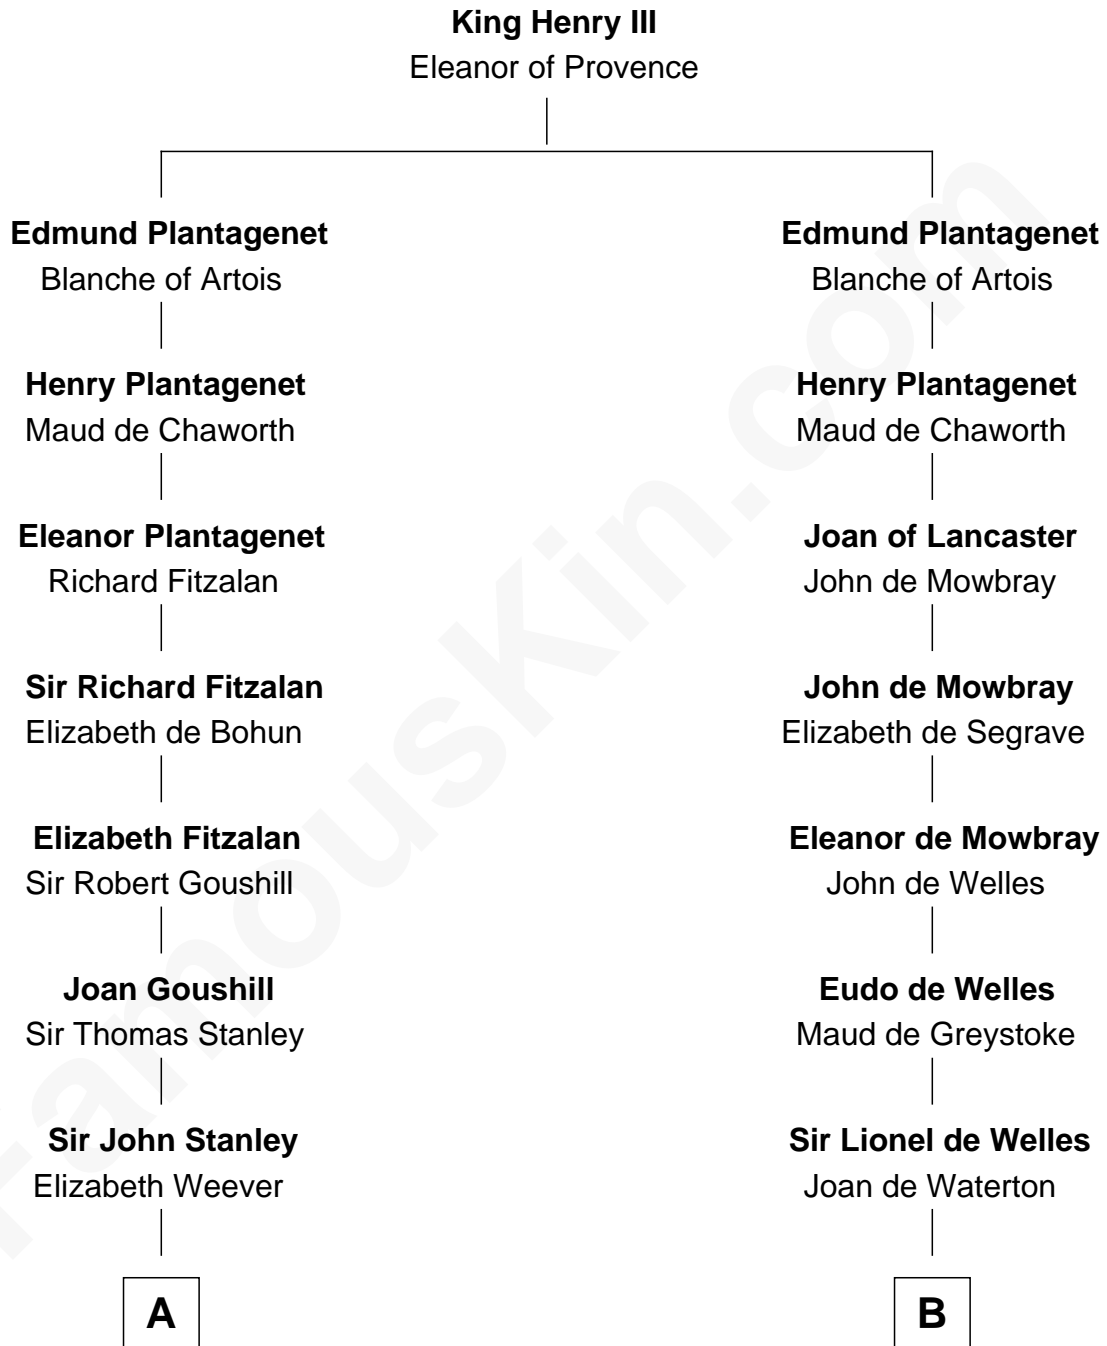 King Henry III
Eleanor of Provence
Edmund Plantagenet
Blanche of Artois
Edmund Plantagenet
Blanche of Artois
Henry Plantagenet
Maud de Chaworth
Henry Plantagenet
Maud de Chaworth
Eleanor Plantagenet
Richard Fitzalan
Joan of Lancaster
John de Mowbray
Sir Richard Fitzalan
Elizabeth de Bohun
John de Mowbray
Elizabeth de Segrave
Elizabeth Fitzalan
Sir Robert Goushill
Eleanor de Mowbray
John de Welles
Joan Goushill
Sir Thomas Stanley
Eudo de Welles
Maud de Greystoke
Sir John Stanley
Elizabeth Weever
Sir Lionel de Welles
Joan de Waterton
A
B
FamousKin.com